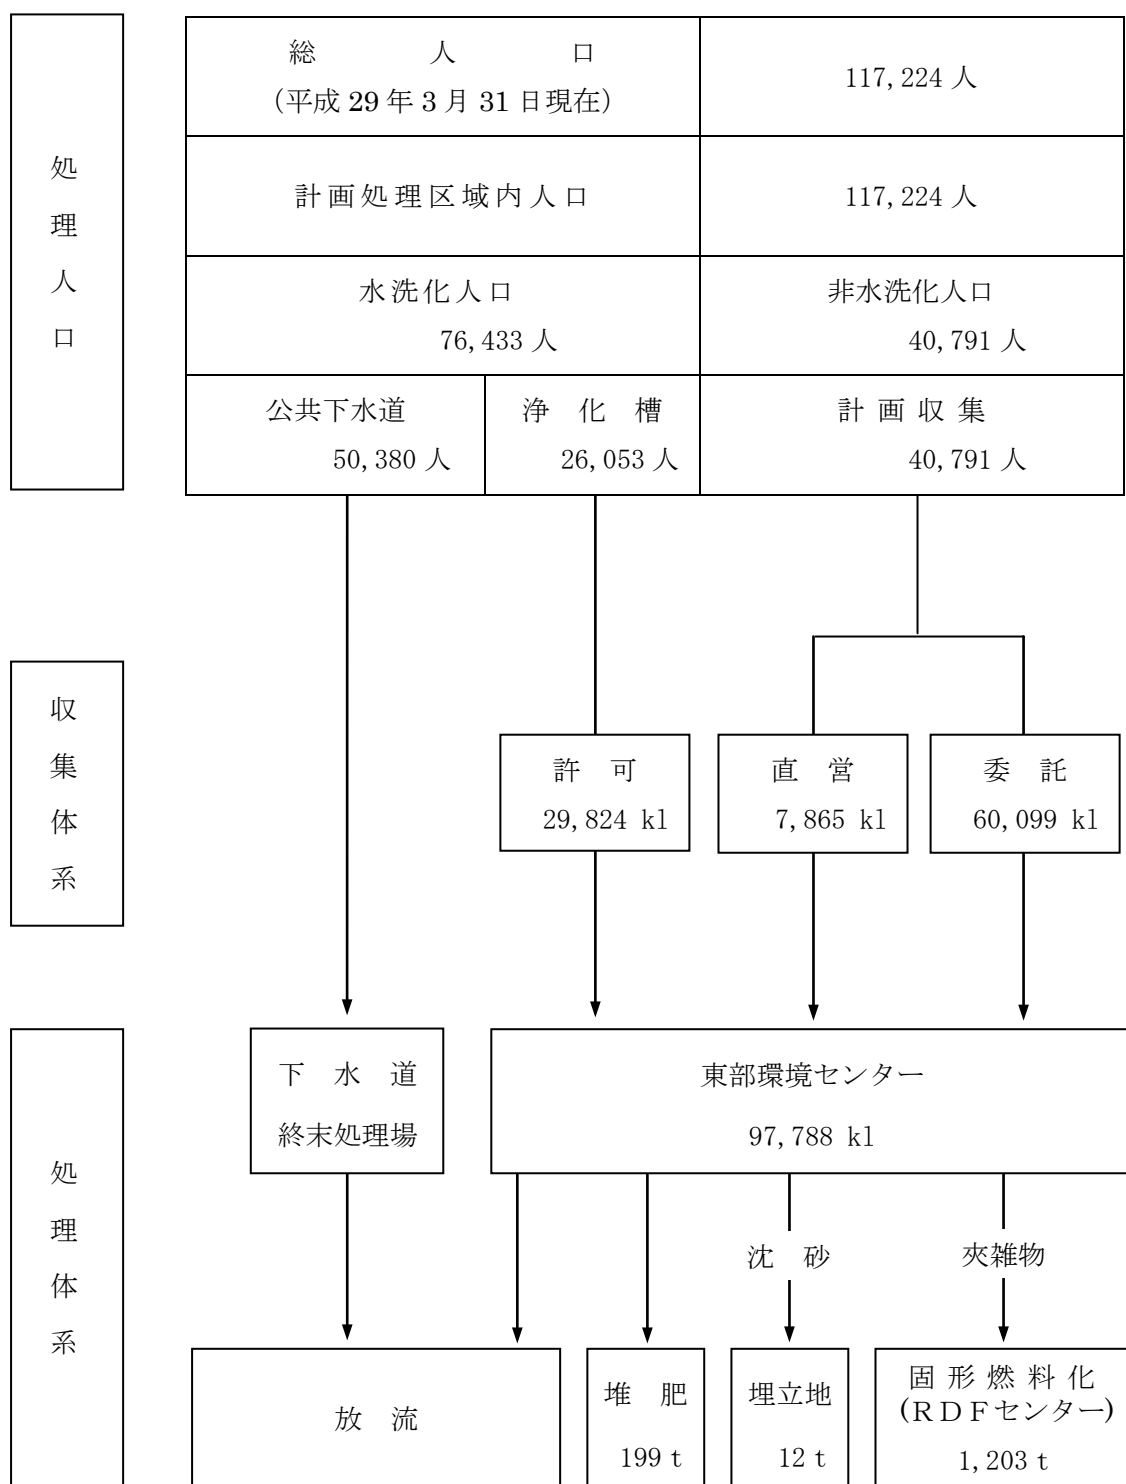 処理人口
総人口
117,224 人
(平成 29 年 3 月 31 日現在)
計画処理区域内人口
117,224 人
水洗化人口
76,433 人
非水洗化人口
40,791 人
公共下水道
50,380 人
浄化槽
26,053 人
計画収集
40,791 人
収集体系
許可
29,824 kl
直営
7,865 kl
委託
60,099 kl
処理体系
下水道
終末処理場
東部環境センター
97,788 kl
沈砂
夾雑物
放流
堆肥
199 t
埋立地
12 t
固形燃料化
(RDFセンター)
1,203 t